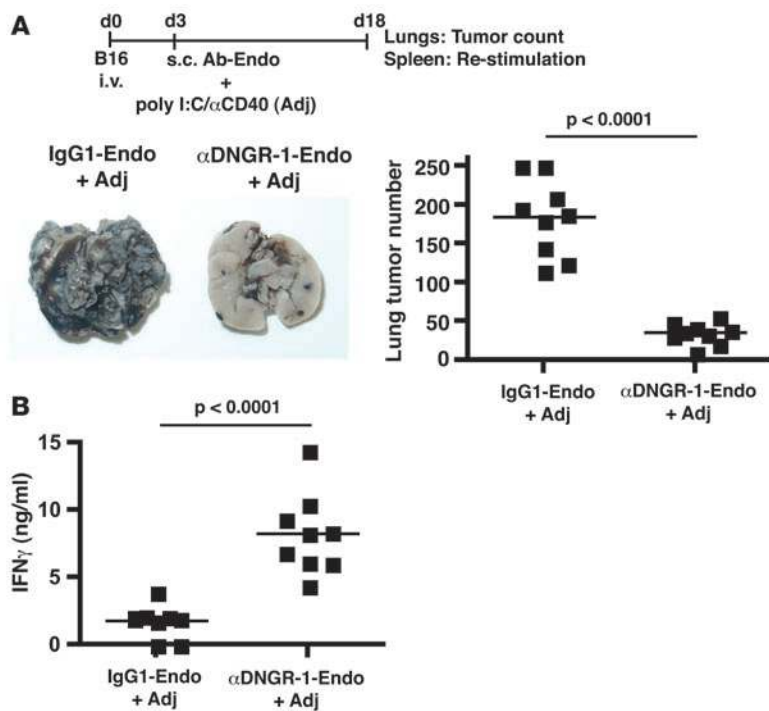 A
d0 d3 d18
B16 s.c. Ab-Endo Lungs: Tumor count
i.v. + Spleen: Re-stimulation
poly I:C/αCD40 (Adj)
IgG1-Endo αDNGR-1-Endo
+ Adj + Adj
p < 0.0001
Lung tumor number
250
200
150
100
50
0
IgG1-Endo αDNGR-1-Endo
+ Adj + Adj
B
p < 0.0001
IFNγ (ng/ml)
15
10
5
0
IgG1-Endo αDNGR-1-Endo
+ Adj + Adj